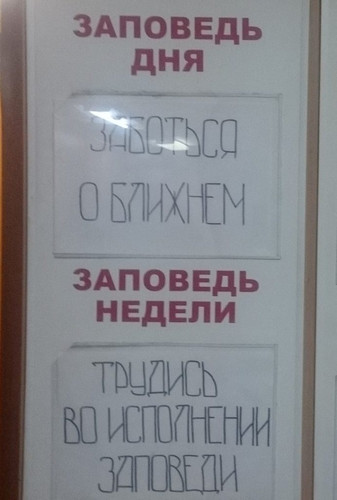 ЗАПОВЕДЬ
ДНЯ
ЗАБОТЬСЯ
О БЛИЖНЕМ
ЗАПОВЕДЬ
НЕДЕЛИ
ТРУДИСЬ
ВО ИСПОЛНЕНИИ
ЗАПОВЕДИ